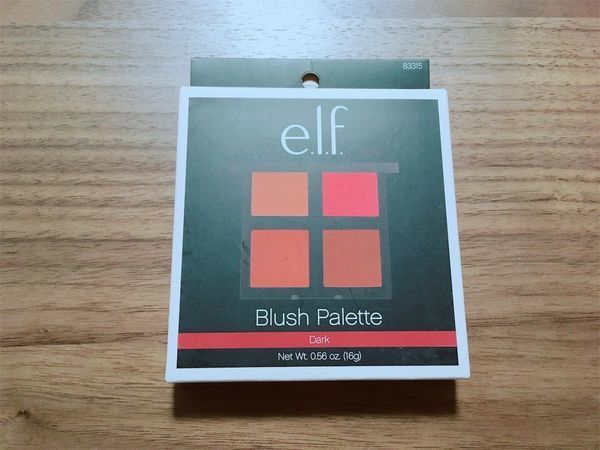 83315
e.l.f.
Blush Palette
Dark
Net Wt. 0.56 oz. (16g)